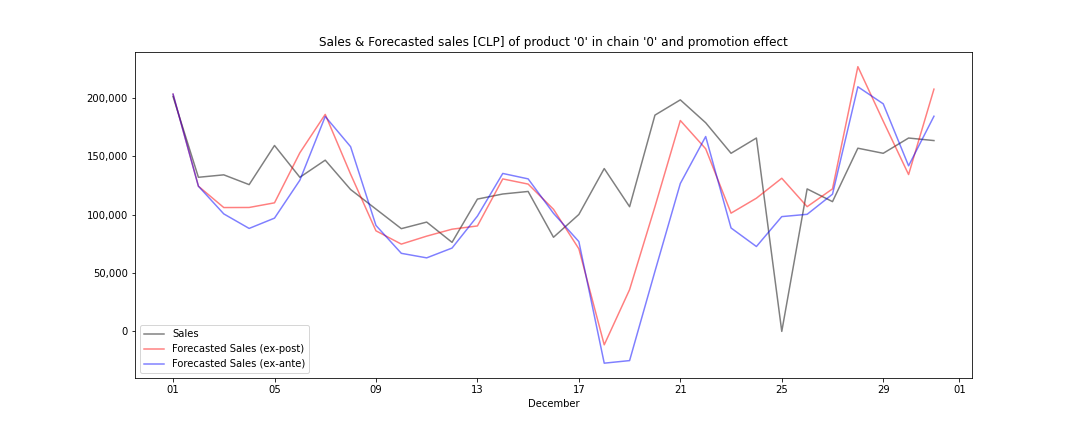 Sales & Forecasted sales [CLP] of product '0' in chain '0' and promotion effect
200,000
150,000
100,000
50,000
0
Sales
Forecasted Sales (ex-post)
Forecasted Sales (ex-ante)
01 05 09 13 17 21 25 29 01
December